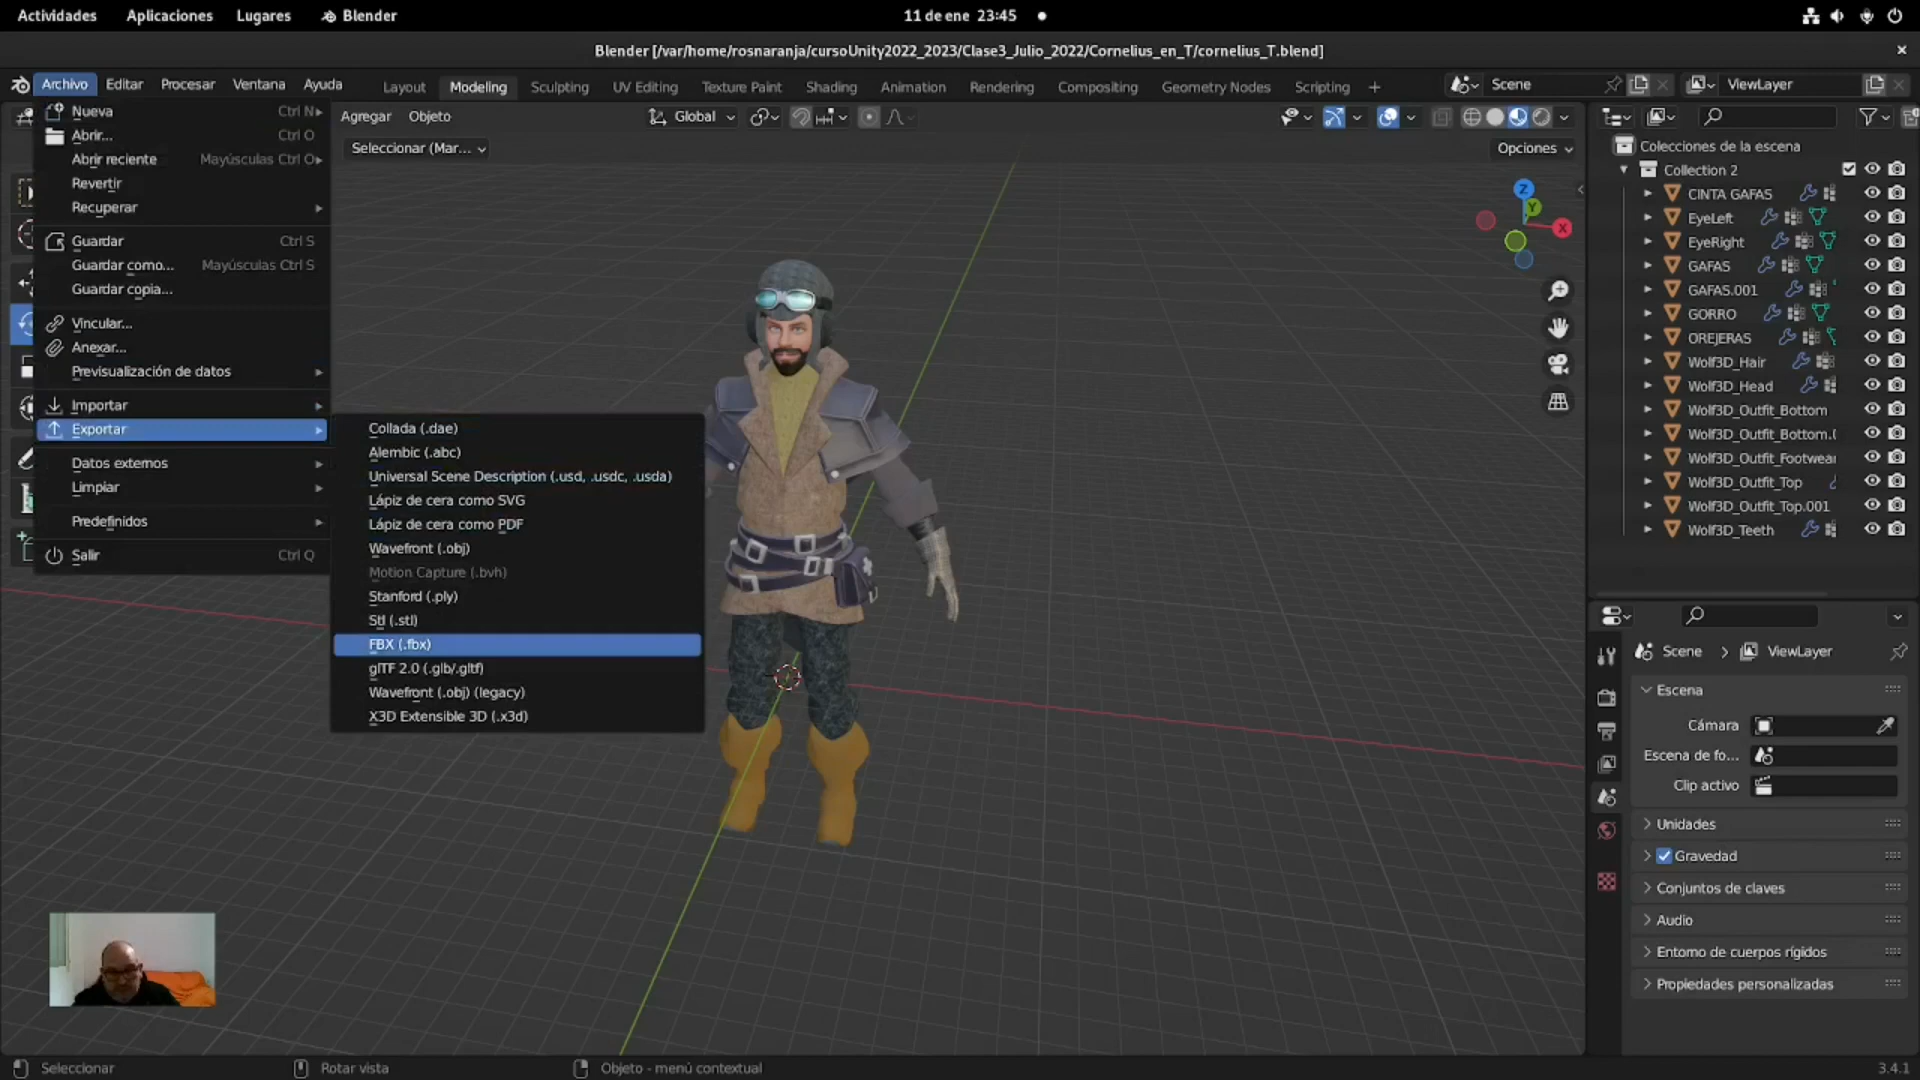 Actividades Aplicaciones Lugares Blender 11 de ene 23:45
Blender [/var/home/rosnaranja/cursoUnity2022_2023/Clase3_Julio_2022/Cornelius_en_T/cornelius_T.blend]
Archivo Editar Procesar Ventana Ayuda Layout Modeling Sculpting UV Editing Texture Paint Shading Animation Rendering Compositing Geometry Nodes Scripting + Scene ViewLayer
Agregar Objeto Global
Seleccionar (Mar... Opciones
Nueva Ctrl N
Abrir... Ctrl O
Abrir reciente Mayúsculas Ctrl O
Revertir
Recuperar
Guardar Ctrl S
Guardar como... Mayúsculas Ctrl S
Guardar copia...
Vincular...
Anexar...
Previsualización de datos
Importar
Exportar
Datos externos
Limpiar
Predefinidos
Salir Ctrl Q
Collada (.dae)
Alembic (.abc)
Universal Scene Description (.usd, .usdc, .usda)
Lápiz de cera como SVG
Lápiz de cera como PDF
Wavefront (.obj)
Motion Capture (.bvh)
Stanford (.ply)
Stl (.stl)
FBX (.fbx)
glTF 2.0 (.glb/.gltf)
Wavefront (.obj) (legacy)
X3D Extensible 3D (.x3d)
Z
Y
X
Colecciones de la escena
Collection 2
CINTA GAFAS
EyeLeft
EyeRight
GAFAS
GAFAS.001
GORRO
OREJERAS
Wolf3D_Hair
Wolf3D_Head
Wolf3D_Outfit_Bottom
Wolf3D_Outfit_Bottom.
Wolf3D_Outfit_Footwear
Wolf3D_Outfit_Top
Wolf3D_Outfit_Top.001
Wolf3D_Teeth
Scene > ViewLayer
Escena
Cámara
Escena de fo...
Clip activo
Unidades
Gravedad
Conjuntos de claves
Audio
Entorno de cuerpos rígidos
Propiedades personalizadas
Seleccionar Rotar vista Objeto - menú contextual 3.4.1